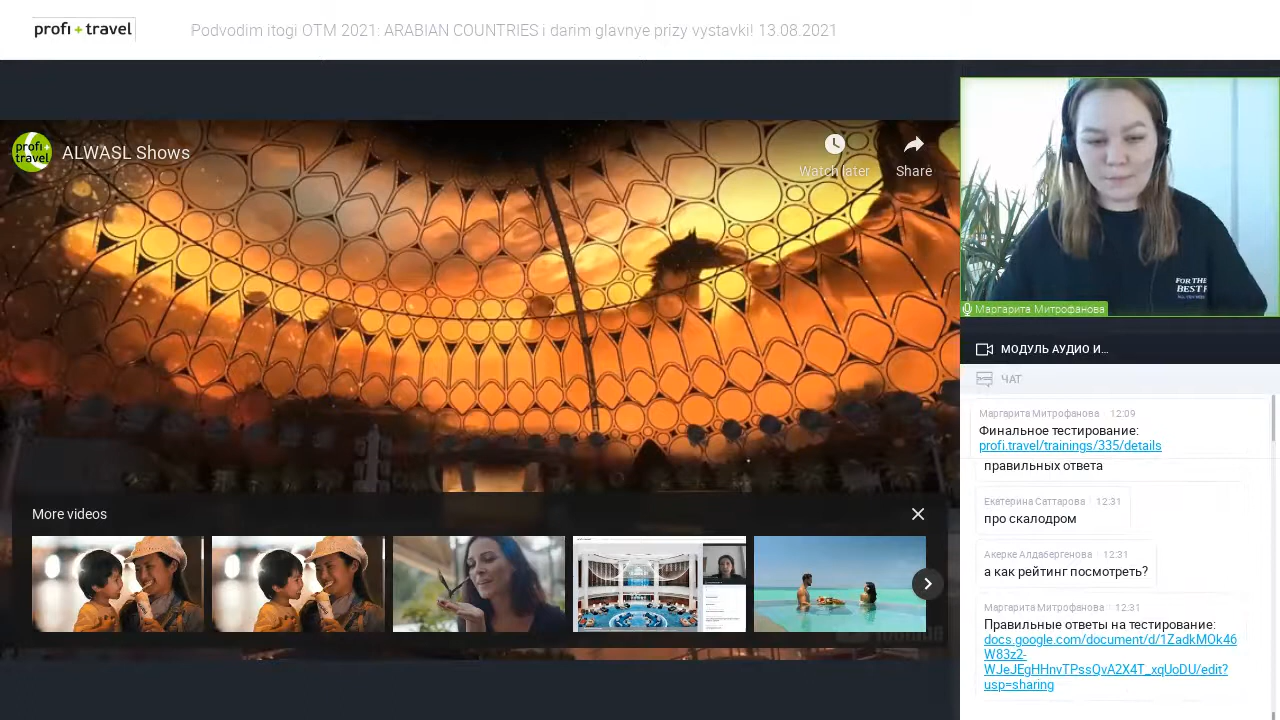 profi + travel
Podvodim itogi OTM 2021: ARABIAN COUNTRIES i darim glavnye prizy vystavki! 13.08.2021
profi +
travel
ALWASL Shows
Watch later
Share
FOR THE
BEST
Маргарита Митрофанова
МОДУЛЬ АУДИО И...
ЧАТ
Маргарита Митрофанова 12:09
Финальное тестирование:
profi.travel/trainings/335/details
правильных ответа
Екатерина Саттарова 12:31
про скалодром
Акерке Алдабергенова 12:31
а как рейтинг посмотреть?
Маргарита Митрофанова 12:31
Правильные ответы на тестирование:
docs.google.com/document/d/1ZadkMOk46
W83z2-
WJeJEgHHnvTPssQvA2X4T_xqUoDU/edit?
usp=sharing
More videos